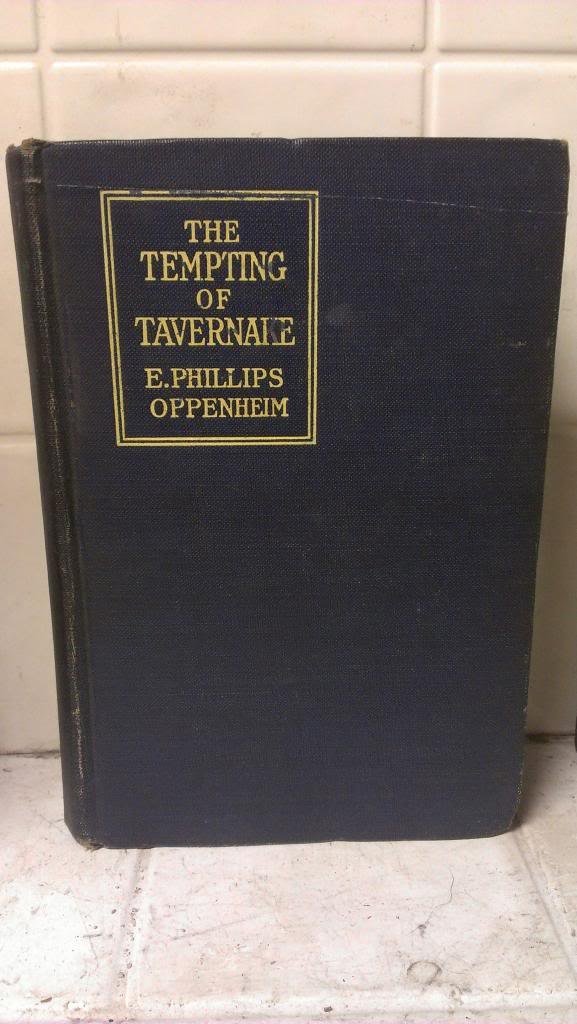 THE
TEMPTING
OF
TAVERNAKE
E.PHILLIPS
OPPENHEIM